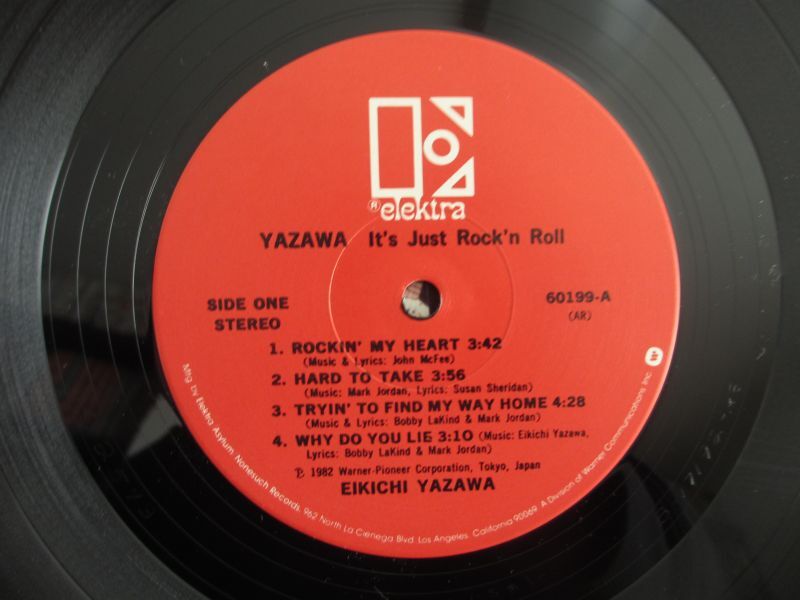 ® elektra
YAZAWA It's Just Rock'n Roll
SIDE ONE
STEREO
60199-A
(AR)
1. ROCKIN' MY HEART 3:42
(Music & Lyrics: John McFee)
2. HARD TO TAKE 3:56
(Music: Mark Jordan, Lyrics: Susan Sheridan)
3. TRYIN' TO FIND MY WAY HOME 4:28
(Music & Lyrics: Bobby LaKind & Mark Jordan)
4. WHY DO YOU LIE 3:10 (Music: Eikichi Yazawa,
Lyrics: Bobby LaKind & Mark Jordan)
℗ 1982 Warner-Pioneer Corporation, Tokyo, Japan
EIKICHI YAZAWA
Mfg. by Elektra Asylum Nonesuch Records, 962 North La Cienega Blvd. Los Angeles, California 90069. A Division of Warner Communications Inc.